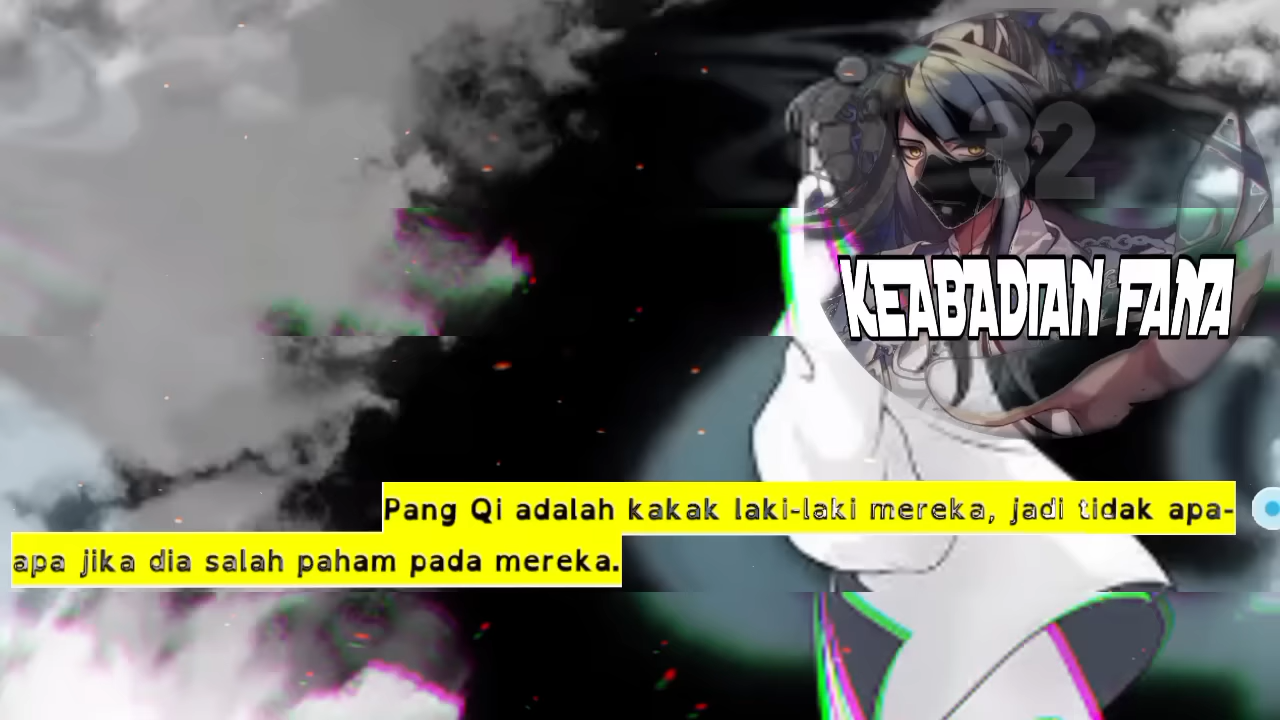 32
KEABADIAN FANA
Pang Qi adalah kakak laki-laki mereka, jadi tidak apa-
apa jika dia salah paham pada mereka.